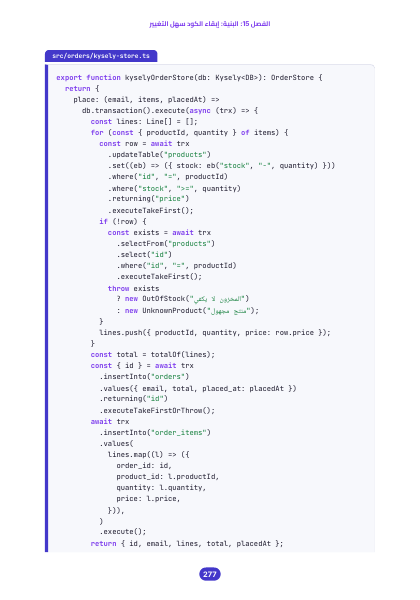 الفصل 15: البنية: إبقاء الكود سهل التغيير
src/orders/kysely-store.ts
export function kyselyOrderStore(db: Kysely<DB>): OrderStore {
  return {
    place: (email, items, placedAt) =>
      db.transaction().execute(async (trx) => {
        const lines: Line[] = [];
        for (const { productId, quantity } of items) {
          const row = await trx
            .updateTable("products")
            .set((eb) => ({ stock: eb("stock", "-", quantity) }))
            .where("id", "=", productId)
            .where("stock", ">=", quantity)
            .returning("price")
            .executeTakeFirst();
          if (!row) {
            const exists = await trx
              .selectFrom("products")
              .select("id")
              .where("id", "=", productId)
              .executeTakeFirst();
            throw exists
              ? new OutOfStock("المخزون لا يكفي")
              : new UnknownProduct("منتج مجهول");
          }
          lines.push({ productId, quantity, price: row.price });
        }
        const total = totalOf(lines);
        const { id } = await trx
          .insertInto("orders")
          .values({ email, total, placed_at: placedAt })
          .returning("id")
          .executeTakeFirstOrThrow();
        await trx
          .insertInto("order_items")
          .values(
            lines.map((l) => ({
              order_id: id,
              product_id: l.productId,
              quantity: l.quantity,
              price: l.price,
            })),
          )
          .execute();
        return { id, email, lines, total, placedAt };
277